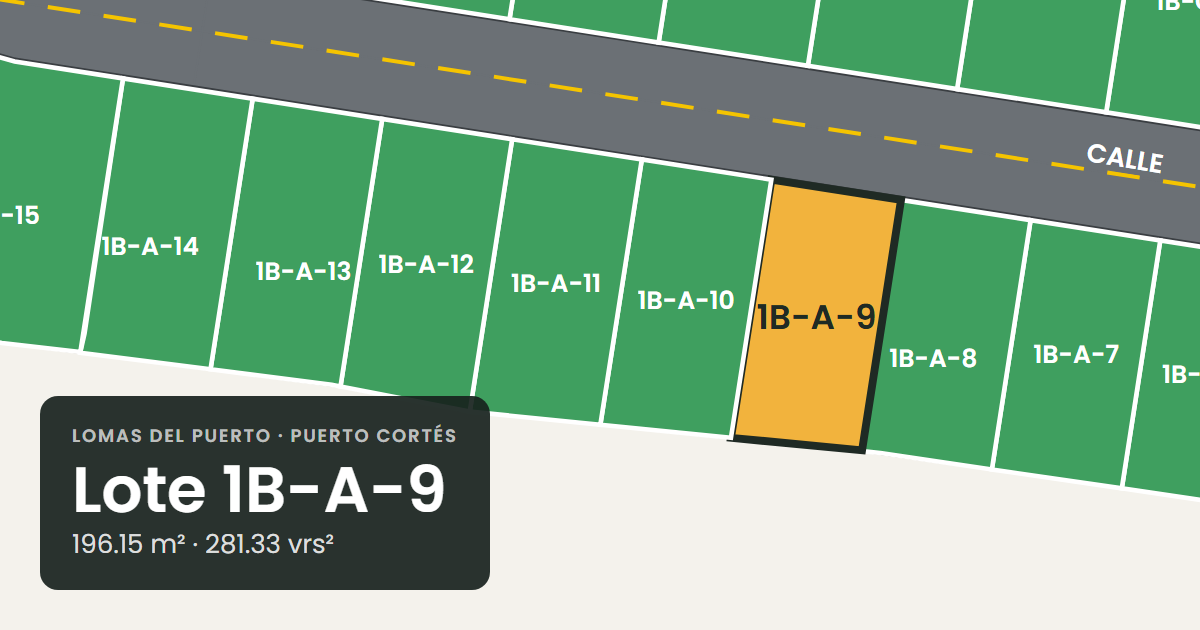 CALLE
-15
1B-A-14
1B-A-13
1B-A-12
1B-A-11
1B-A-10
1B-A-9
1B-A-8
1B-A-7
LOMAS DEL PUERTO · PUERTO CORTÉS
Lote 1B-A-9
196.15 m² · 281.33 vrs²